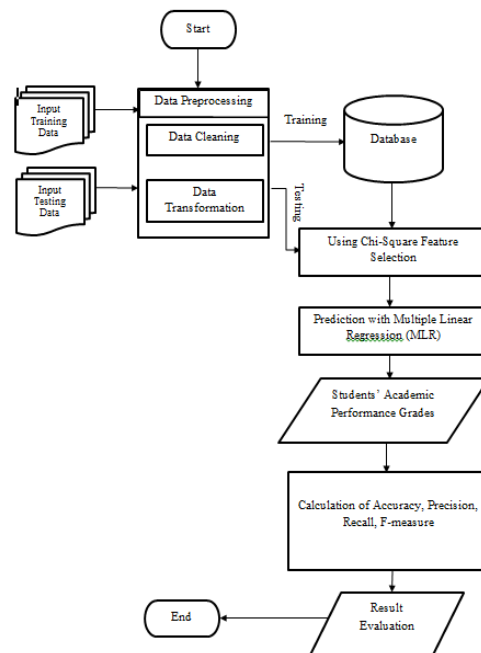 Start
Input
Training
Data
Data Preprocessing
Data Cleaning
Training
Database
Input
Testing
Data
Data
Transformation
Testing
Using Chi-Square Feature
Selection
Prediction with Multiple Linear
Regression (MLR)
Students' Academic
Performance Grades
Calculation of Accuracy, Precision,
Recall, F-measure
Result
Evaluation
End